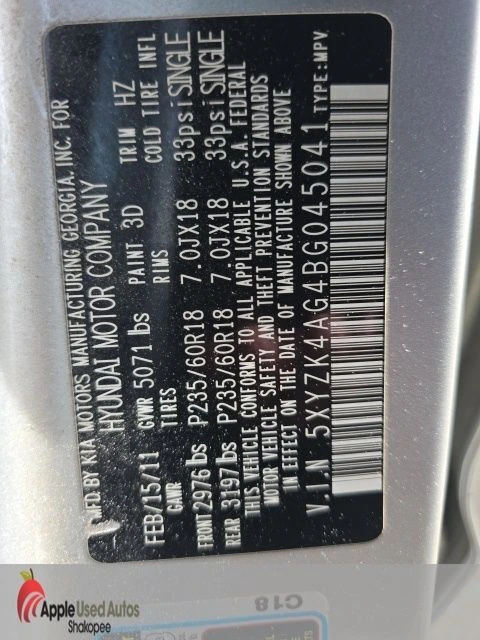 MFD BY KIA MOTORS MANUFACTURING GEORGIA, INC. FOR
HYUNDAI MOTOR COMPANY
FEB/15/11 GVWR 5071 lbs PAINT 3D TRIM HZ
GAWR TIRES RIMS COLD TIRE INFL
FRONT 2976 lbs P235/60R18 7.0JX18 33psi SINGLE
REAR 3197 lbs P235/60R18 7.0JX18 33psi SINGLE
THIS VEHICLE CONFORMS TO ALL APPLICABLE U.S.A. FEDERAL
MOTOR VEHICLE SAFETY AND THEFT PREVENTION STANDARDS
IN EFFECT ON THE DATE OF MANUFACTURE SHOWN ABOVE
V.I.N 5XYZK4AG4BG045041 TYPE:MPV
C18
Apple Used Autos
Shakopee